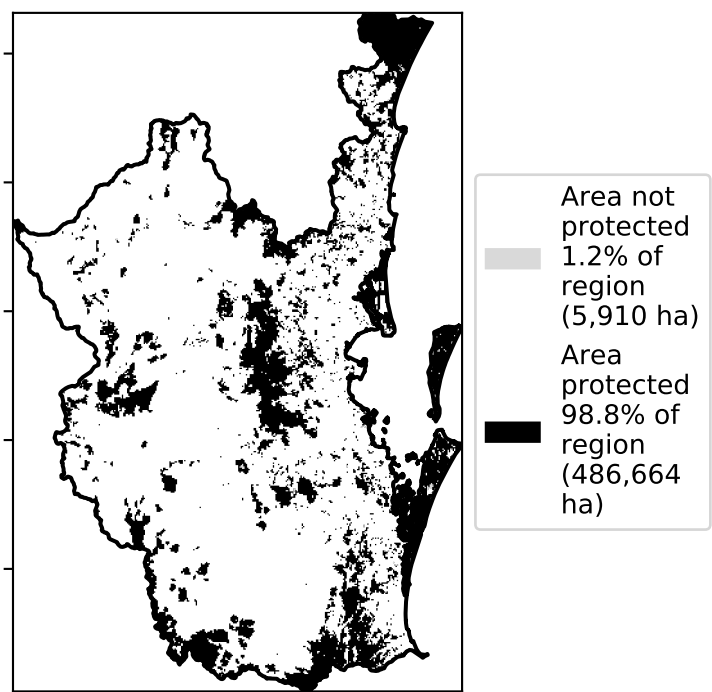 Area not
protected
1.2% of
region
(5,910 ha)
Area
protected
98.8% of
region
(486,664
ha)